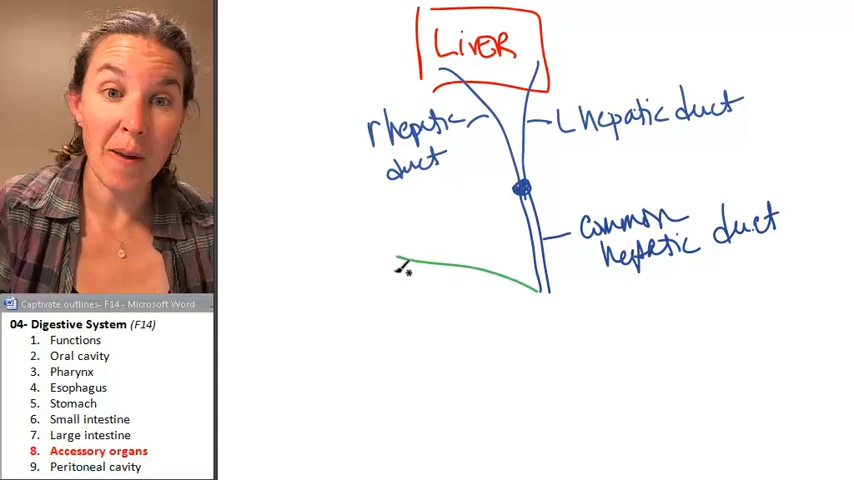 LIVER
r hepatic
duct
L hepatic duct
common
hepatic duct
Captivate outlines- F14 - Microsoft Word
04- Digestive System (F14)
1. Functions
2. Oral cavity
3. Pharynx
4. Esophagus
5. Stomach
6. Small intestine
7. Large intestine
8. Accessory organs
9. Peritoneal cavity